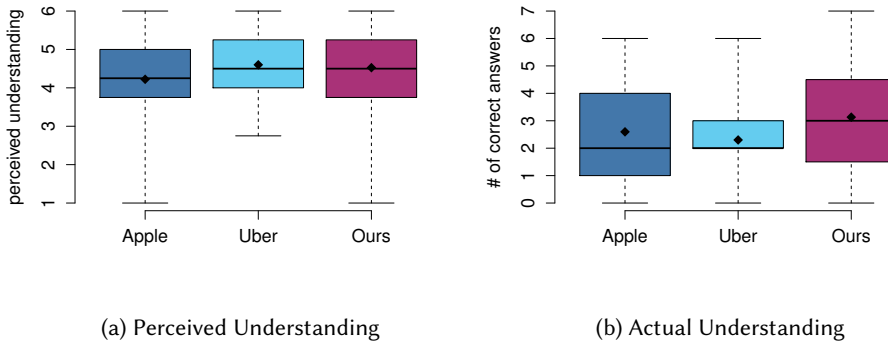 perceived understanding
6
5
4
3
2
1
Apple Uber Ours
(a) Perceived Understanding
# of correct answers
7
6
5
4
3
2
1
0
Apple Uber Ours
(b) Actual Understanding